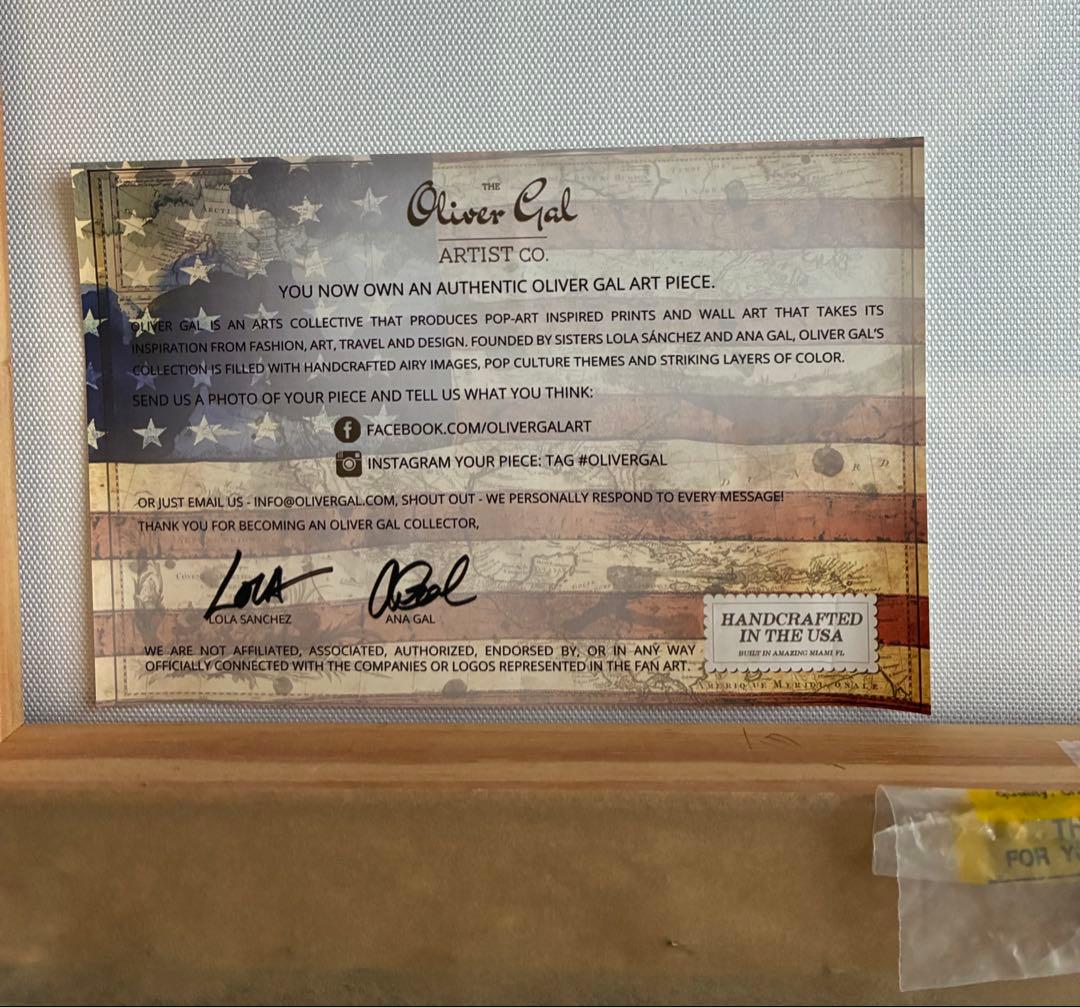 THE
Oliver Gal
ARTIST CO.
YOU NOW OWN AN AUTHENTIC OLIVER GAL ART PIECE.
OLIVER GAL IS AN ARTS COLLECTIVE THAT PRODUCES POP-ART INSPIRED PRINTS AND WALL ART THAT TAKES ITS
INSPIRATION FROM FASHION, ART, TRAVEL AND DESIGN. FOUNDED BY SISTERS LOLA SÁNCHEZ AND ANA GAL, OLIVER GAL'S
COLLECTION IS FILLED WITH HANDCRAFTED AIRY IMAGES, POP CULTURE THEMES AND STRIKING LAYERS OF COLOR.
SEND US A PHOTO OF YOUR PIECE AND TELL US WHAT YOU THINK:
FACEBOOK.COM/OLIVERGALART
INSTAGRAM YOUR PIECE: TAG #OLIVERGAL
OR JUST EMAIL US - INFO@OLIVERGAL.COM, SHOUT OUT - WE PERSONALLY RESPOND TO EVERY MESSAGE!
THANK YOU FOR BECOMING AN OLIVER GAL COLLECTOR,
LOLA
LOLA SANCHEZ
ANA GAL
WE ARE NOT AFFILIATED, ASSOCIATED, AUTHORIZED, ENDORSED BY, OR IN ANY WAY
OFFICIALLY CONNECTED WITH THE COMPANIES OR LOGOS REPRESENTED IN THE FAN ART.
HANDCRAFTED
IN THE USA
BUILT IN AMAZING MIAMI, FL
AMERIQUE MERIDIONALE
FOR